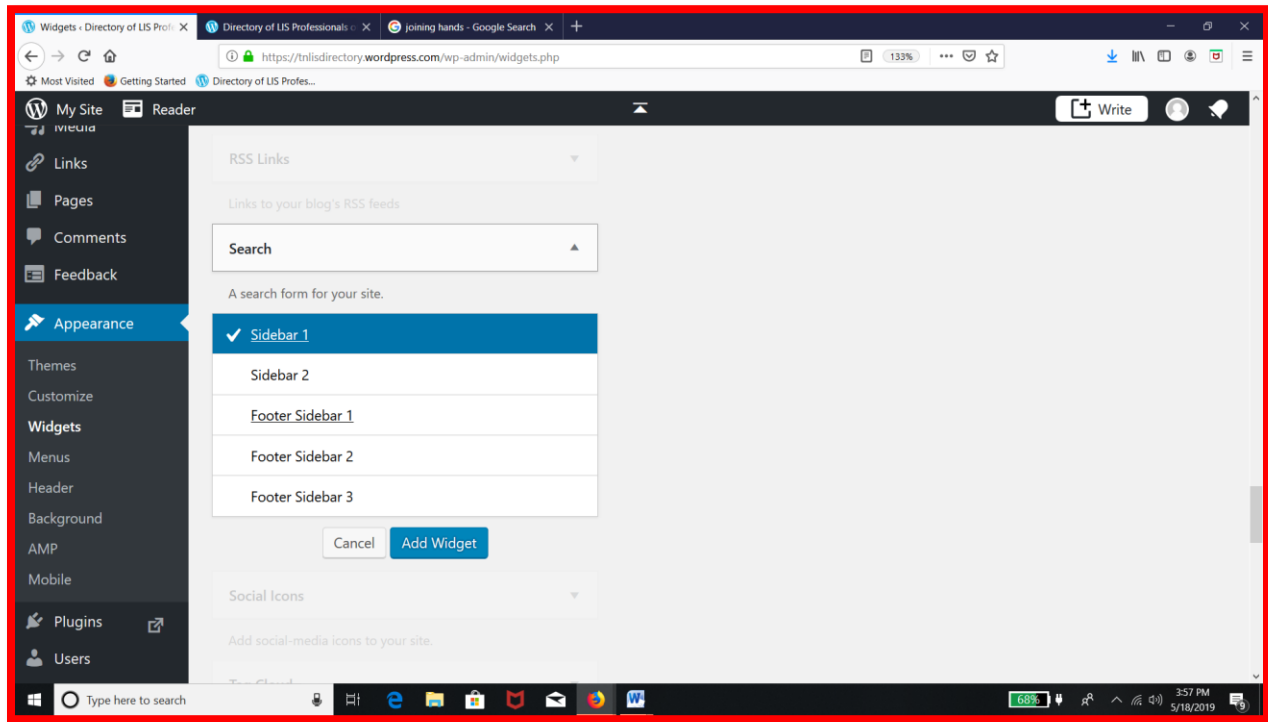 Widgets ‹ Directory of LIS Profe
Directory of LIS Professionals o
joining hands - Google Search
https://tnlisdirectory.wordpress.com/wp-admin/widgets.php
133%
Most Visited
Getting Started
Directory of LIS Profes...
My Site
Reader
Write
Media
Links
Pages
Comments
Feedback
Appearance
Themes
Customize
Widgets
Menus
Header
Background
AMP
Mobile
Plugins
Users
RSS Links
Links to your blog's RSS feeds
Search
A search form for your site.
Sidebar 1
Sidebar 2
Footer Sidebar 1
Footer Sidebar 2
Footer Sidebar 3
Cancel
Add Widget
Social Icons
Add social-media icons to your site.
Tag Cloud
Type here to search
68%
3:57 PM
5/18/2019
9